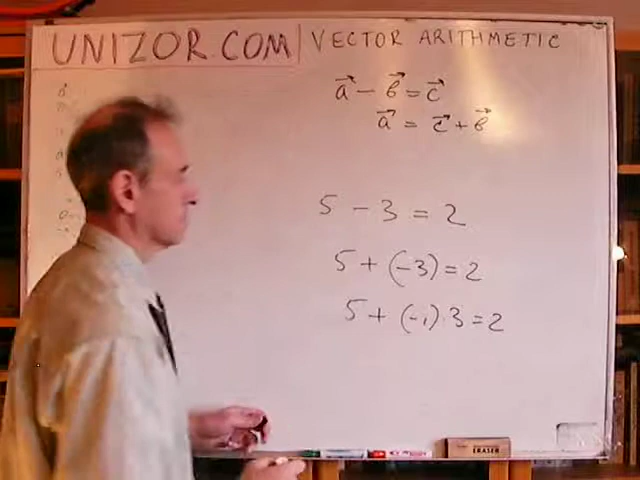 UNIZOR.COM | VECTOR ARITHMETIC
a⃗ - b⃗ = c⃗
a⃗ = c⃗ + b⃗
5 - 3 = 2
5 + (-3) = 2
5 + (-1) · 3 = 2
ERASER